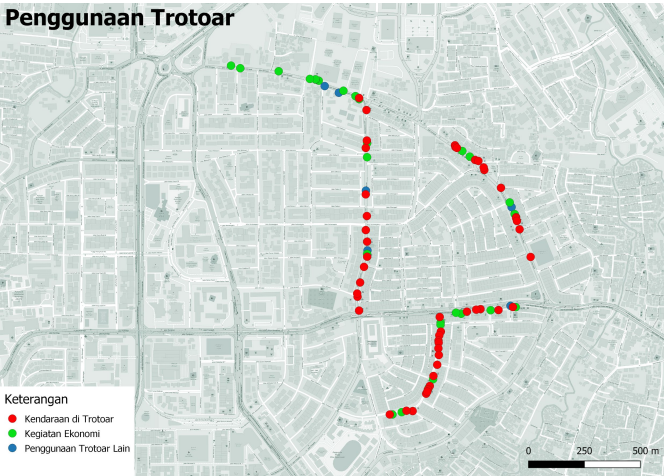 Penggunaan Trotoar
Keterangan
Kendaraan di Trotoar
Kegiatan Ekonomi
Penggunaan Trotoar Lain
0 250 500 m